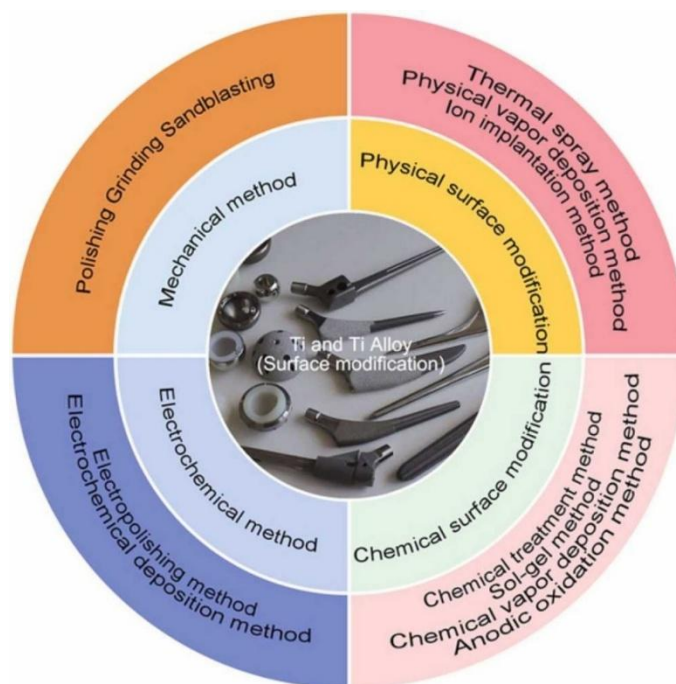 Polishing Grinding Sandblasting
Mechanical method
Thermal spray method
Physical vapor deposition method
Ion implantation method
Physical surface modification
Ti and Ti Alloy
(Surface modification)
Electrochemical method
Electropolishing method
Electrochemical deposition method
Chemical surface modification
Chemical treatment method
Sol-gel method
Chemical vapor deposition method
Anodic oxidation method